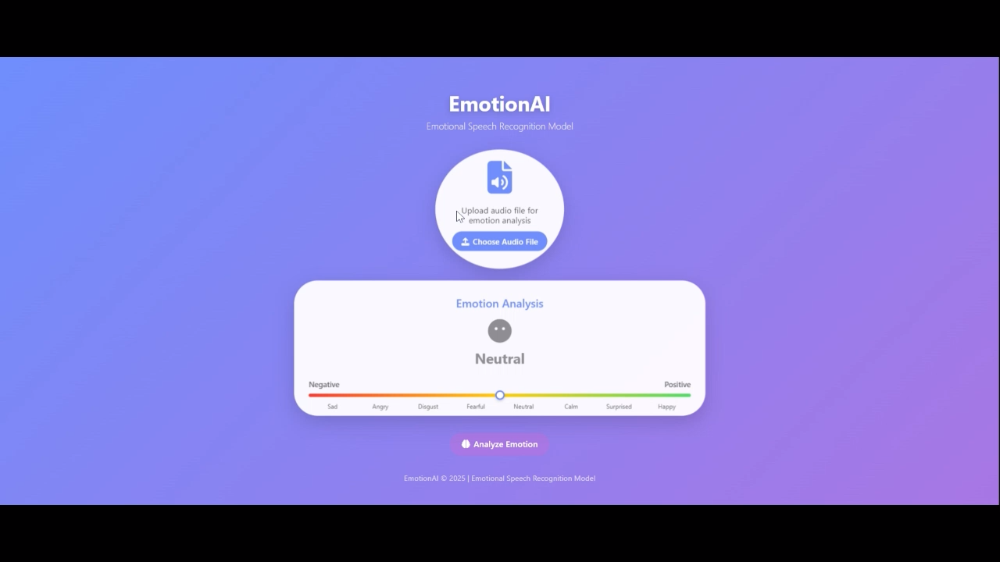 EmotionAI
Emotional Speech Recognition Model
Upload audio file for
emotion analysis
Choose Audio File
Emotion Analysis
Neutral
Negative Positive
Sad Angry Disgust Fearful Neutral Calm Surprised Happy
Analyze Emotion
EmotionAI © 2025 | Emotional Speech Recognition Model